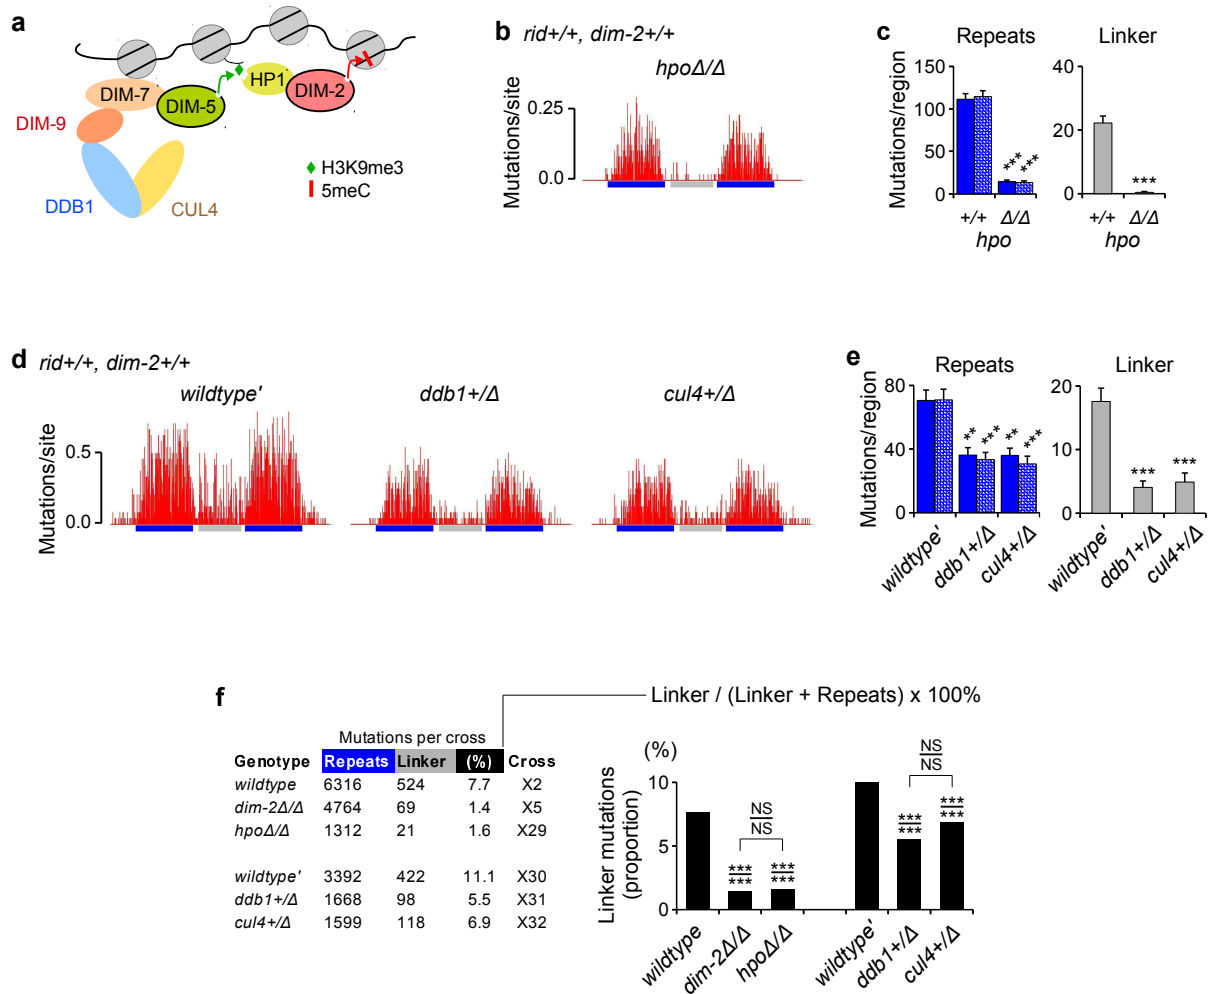 a
DIM-7
DIM-5
HP1
DIM-2
DIM-9
DDB1
CUL4
H3K9me3
5meC
b rid+/+, dim-2+/+
hpoΔ/Δ
Mutations/site
0.25
0.0
c
Repeats
Linker
Mutations/region
150
100
50
0
***
***
+/+ Δ/Δ
hpo
40
20
0
***
+/+ Δ/Δ
hpo
d rid+/+, dim-2+/+
wildtype'
ddb1+/Δ
cul4+/Δ
Mutations/site
0.5
0.0
e
Repeats
Linker
Mutations/region
80
40
0
** *** ** ***
wildtype'
ddb1+/Δ
cul4+/Δ
20
10
0
*** ***
wildtype'
ddb1+/Δ
cul4+/Δ
f
Linker / (Linker + Repeats) x 100%
Mutations per cross
Genotype Repeats Linker (%) Cross
wildtype 6316 524 7.7 X2
dim-2Δ/Δ 4764 69 1.4 X5
hpoΔ/Δ 1312 21 1.6 X29
wildtype' 3392 422 11.1 X30
ddb1+/Δ 1668 98 5.5 X31
cul4+/Δ 1599 118 6.9 X32
(%)
Linker mutations
(proportion)
10
5
0
NS
NS
***
***
***
***
NS
NS
***
***
***
***
wildtype
dim-2Δ/Δ
hpoΔ/Δ
wildtype'
ddb1+/Δ
cul4+/Δ